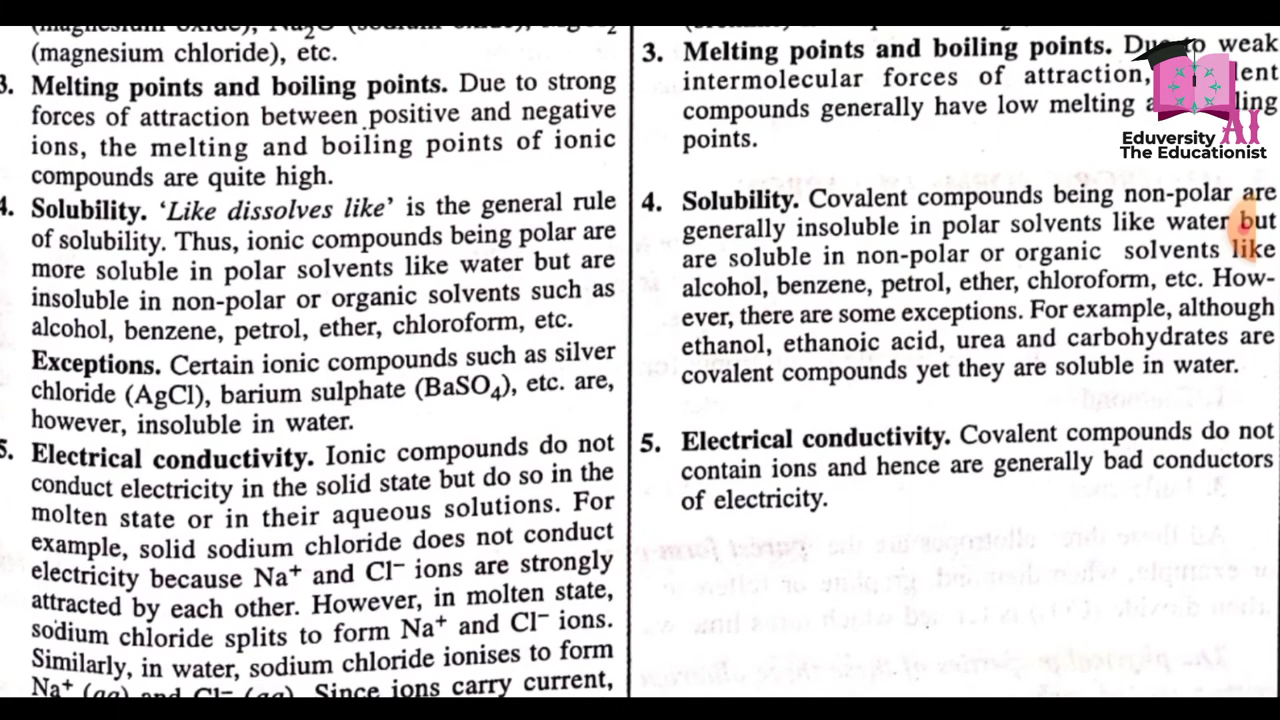 (magnesium oxide), Na2O (sodium oxide),
(magnesium chloride), etc.
3. Melting points and boiling points. Due to strong
forces of attraction between positive and negative
ions, the melting and boiling points of ionic
compounds are quite high.
4. Solubility. ‘Like dissolves like’ is the general rule
of solubility. Thus, ionic compounds being polar are
more soluble in polar solvents like water but are
insoluble in non-polar or organic solvents such as
alcohol, benzene, petrol, ether, chloroform, etc.
Exceptions. Certain ionic compounds such as silver
chloride (AgCl), barium sulphate (BaSO4), etc. are,
however, insoluble in water.
5. Electrical conductivity. Ionic compounds do not
conduct electricity in the solid state but do so in the
molten state or in their aqueous solutions. For
example, solid sodium chloride does not conduct
electricity because Na+ and Cl− ions are strongly
attracted by each other. However, in molten state,
sodium chloride splits to form Na+ and Cl− ions.
Similarly, in water, sodium chloride ionises to form
Na+ (aq) and Cl− (aq). Since ions carry current,
3. Melting points and boiling points. Due to weak
intermolecular forces of attraction,
compounds generally have low melting
points.
4. Solubility. Covalent compounds being non-polar are
generally insoluble in polar solvents like water but
are soluble in non-polar or organic solvents like
alcohol, benzene, petrol, ether, chloroform, etc. How-
ever, there are some exceptions. For example, although
ethanol, ethanoic acid, urea and carbohydrates are
covalent compounds yet they are soluble in water.
5. Electrical conductivity. Covalent compounds do not
contain ions and hence are generally bad conductors
of electricity.
Eduversity AI
The Educationist